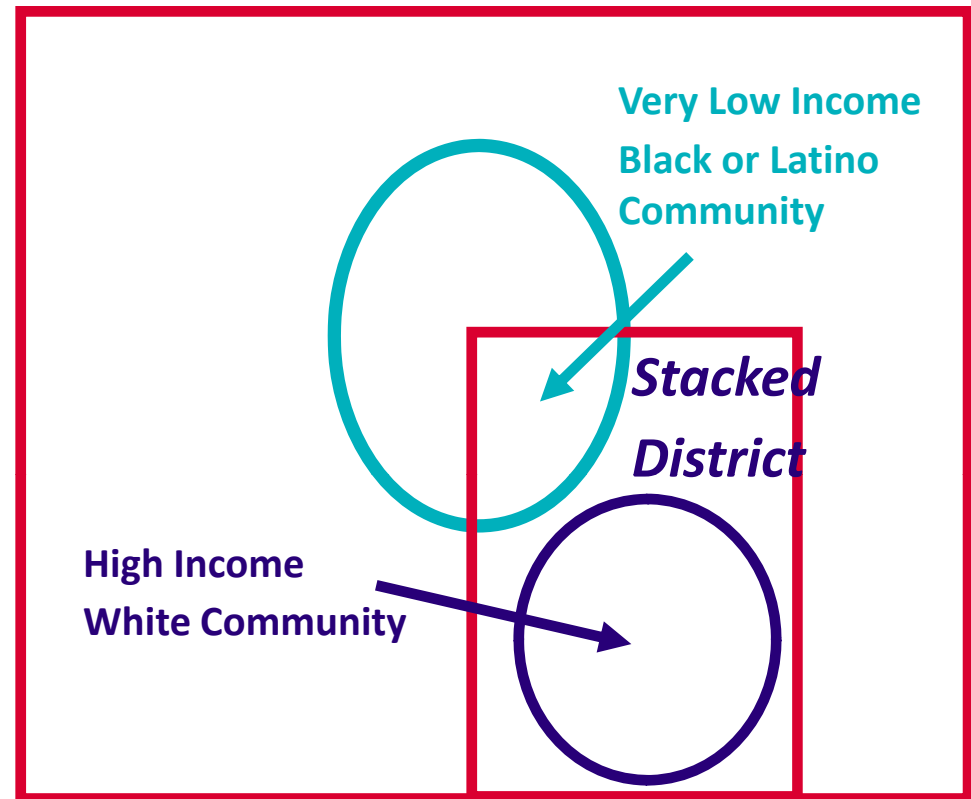 Very Low Income
Black or Latino
Community
Stacked
District
High Income
White Community